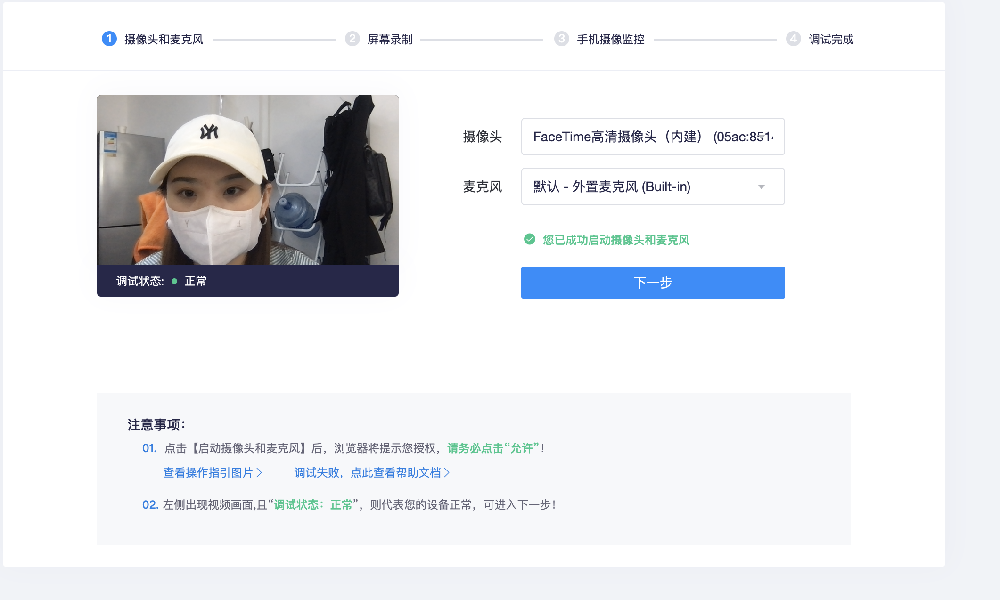 1 摄像头和麦克风 2 屏幕录制 3 手机摄像监控 4 调试完成
NY
调试状态: 正常
摄像头 FaceTime高清摄像头（内建） (05ac:851
麦克风 默认 - 外置麦克风 (Built-in)
您已成功启动摄像头和麦克风
下一步
注意事项：
01. 点击【启动摄像头和麦克风】后，浏览器将提示您授权，请务必点击“允许”！
查看操作指引图片> 调试失败，点此查看帮助文档>
02. 左侧出现视频画面,且“调试状态：正常”，则代表您的设备正常，可进入下一步！